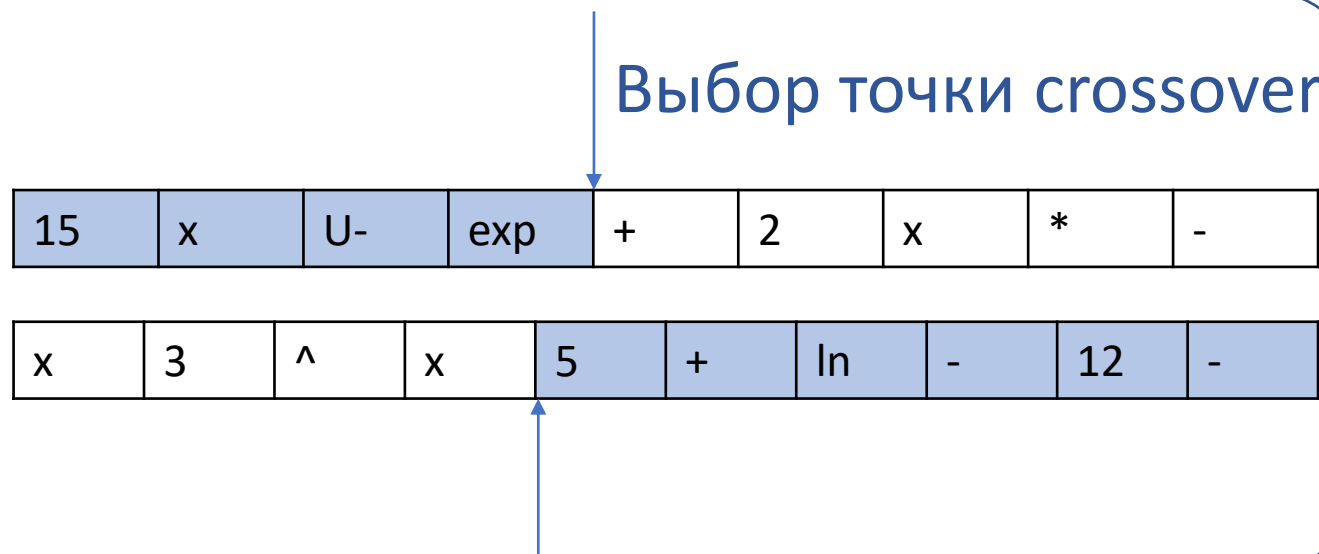 Выбор точки crossover
15 x U- exp + 2 x * -
x 3 ^ x 5 + ln - 12 -